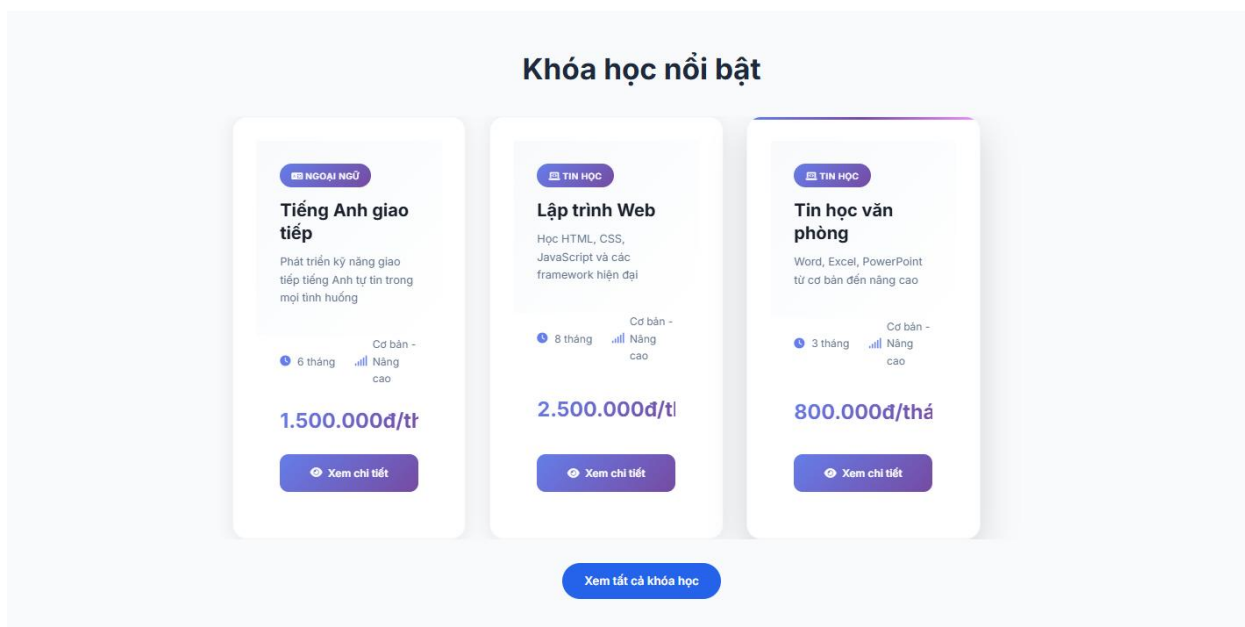 Khóa học nổi bật
NGOẠI NGỮ
Tiếng Anh giao
tiếp
Phát triển kỹ năng giao
tiếp tiếng Anh tự tin trong
mọi tình huống
6 tháng
Cơ bản -
Nâng
cao
1.500.000đ/th
Xem chi tiết
TIN HỌC
Lập trình Web
Học HTML, CSS,
JavaScript và các
framework hiện đại
8 tháng
Cơ bản -
Nâng
cao
2.500.000đ/t
Xem chi tiết
TIN HỌC
Tin học văn
phòng
Word, Excel, PowerPoint
từ cơ bản đến nâng cao
3 tháng
Cơ bản -
Nâng
cao
800.000đ/thá
Xem chi tiết
Xem tất cả khóa học